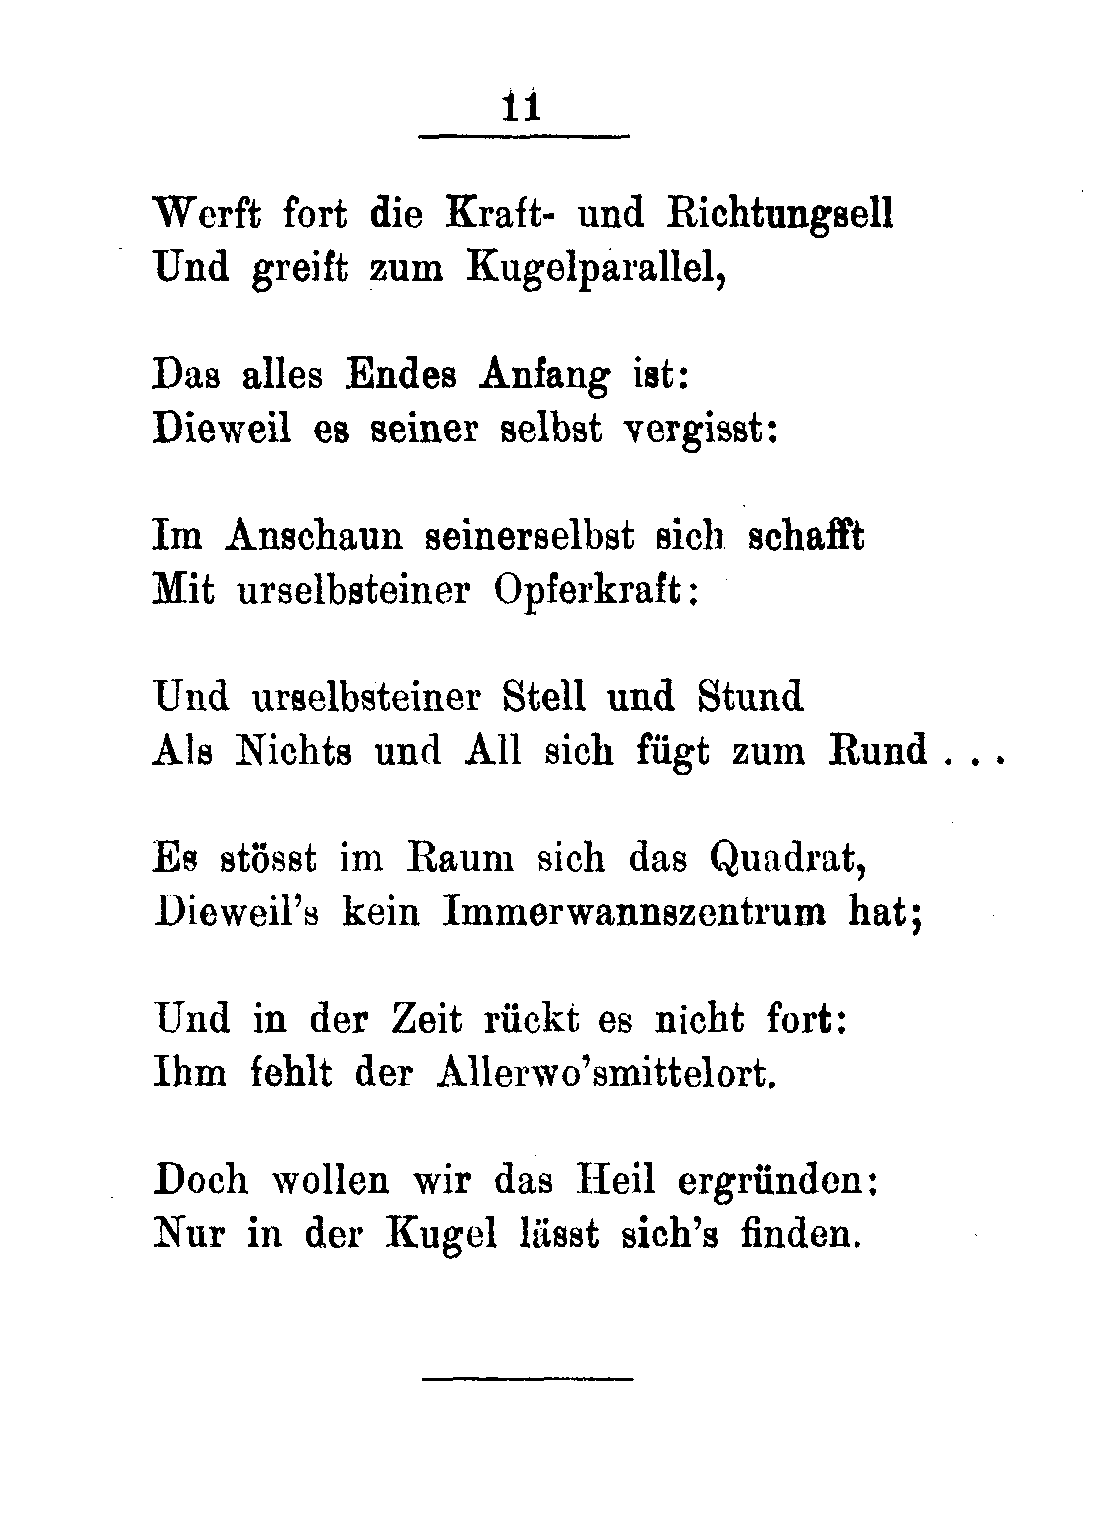 11
Werft fort die Kraft- und Richtungsell
Und greift zum Kugelparallel,
Das alles Endes Anfang ist:
Dieweil es seiner selbst vergisst:
Im Anschaun seinerselbst sich schafft
Mit urselbsteiner Opferkraft:
Und urselbsteiner Stell und Stund
Als Nichts und All sich fügt zum Rund . . .
Es stösst im Raum sich das Quadrat,
Dieweil's kein Immerwannszentrum hat;
Und in der Zeit rückt es nicht fort:
Ihm fehlt der Allerwo'smittelort.
Doch wollen wir das Heil ergründen:
Nur in der Kugel lässt sich's finden.